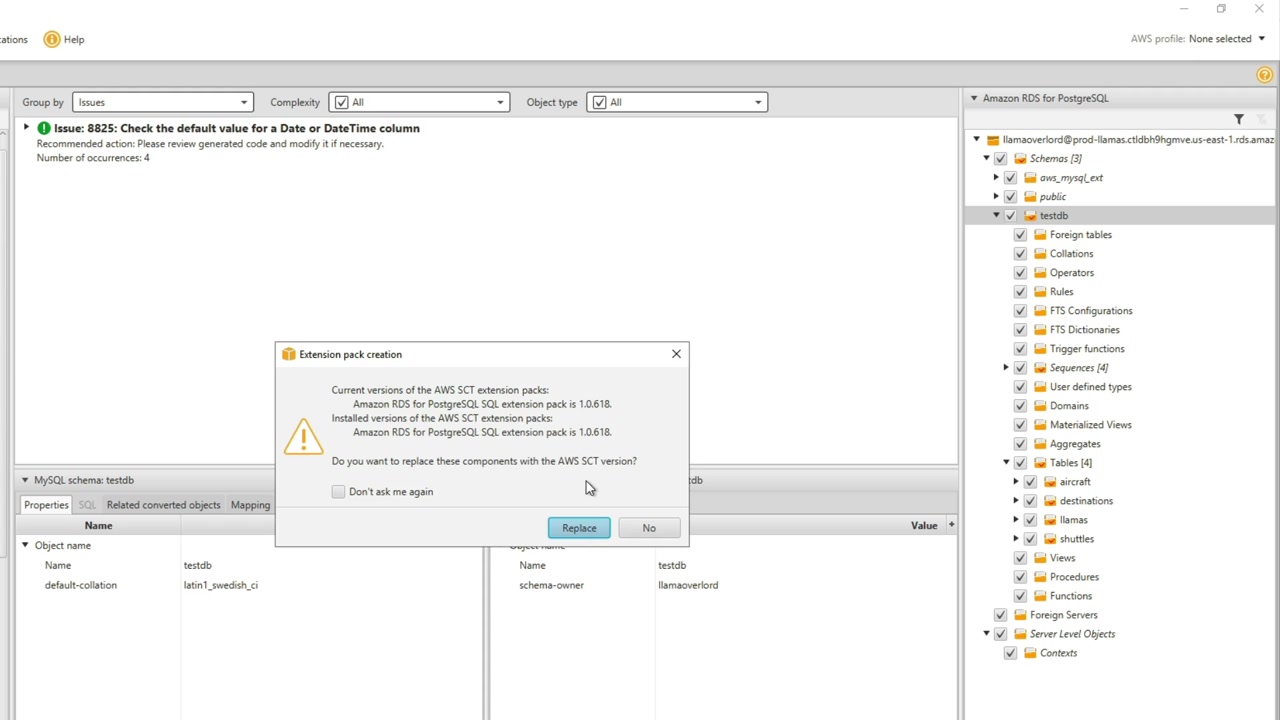 ations
Help
AWS profile: None selected
Group by
Issues
Complexity
All
Object type
All
Issue: 8825: Check the default value for a Date or DateTime column
Recommended action: Please review generated code and modify it if necessary.
Number of occurrences: 4
Extension pack creation
Current versions of the AWS SCT extension packs:
Amazon RDS for PostgreSQL SQL extension pack is 1.0.618.
Installed versions of the AWS SCT extension packs:
Amazon RDS for PostgreSQL SQL extension pack is 1.0.618.
Do you want to replace these components with the AWS SCT version?
Don't ask me again
Replace
No
MySQL schema: testdb
Properties
SQL
Related converted objects
Mapping
Name
Object name
Name
testdb
default-collation
latin1_swedish_ci
db
Value
+
Object name
Name
testdb
schema-owner
llamaoverlord
Amazon RDS for PostgreSQL
llamaoverlord@prod-llamas.ctldbh9hgmve.us-east-1.rds.amaz
Schemas [3]
aws_mysql_ext
public
testdb
Foreign tables
Collations
Operators
Rules
FTS Configurations
FTS Dictionaries
Trigger functions
Sequences [4]
User defined types
Domains
Materialized Views
Aggregates
Tables [4]
aircraft
destinations
llamas
shuttles
Views
Procedures
Functions
Foreign Servers
Server Level Objects
Contexts